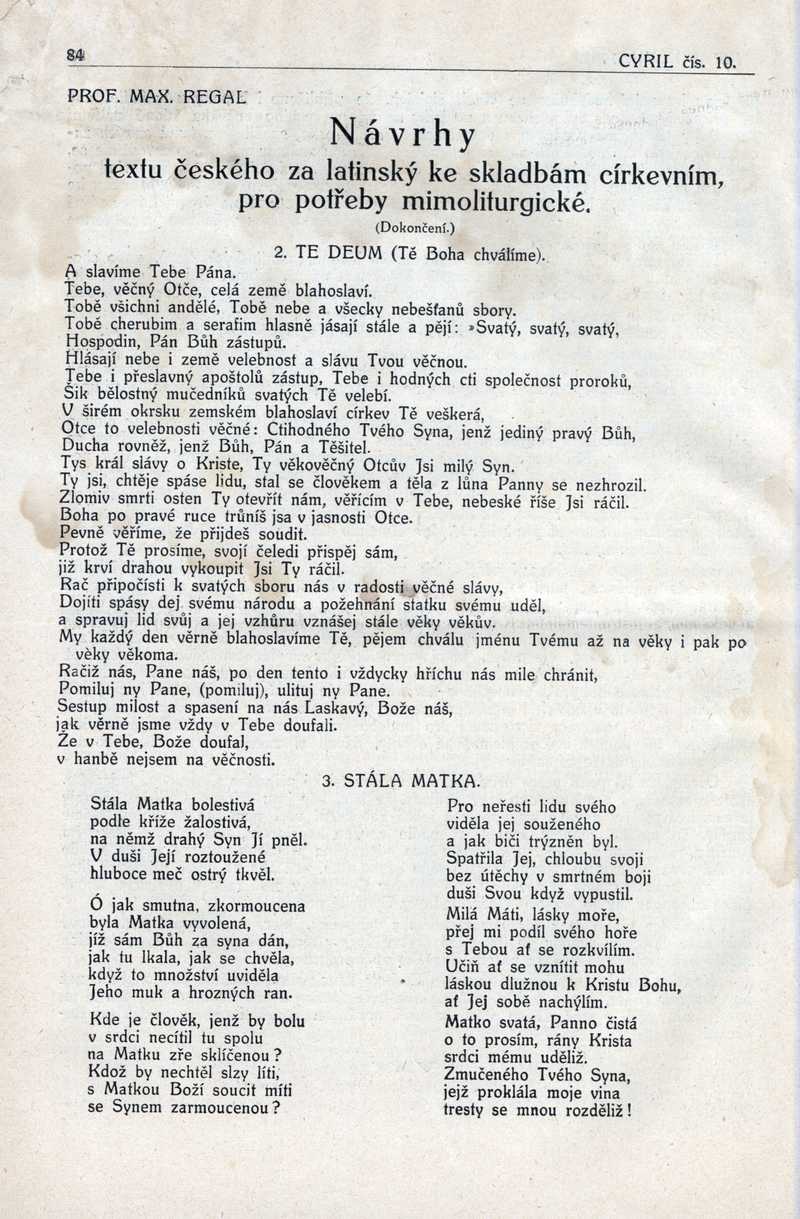 84
CYRIL čís. 10.
PROF. MAX. REGAL
Návrhy
textu českého za latinský ke skladbám církevním,
pro potřeby mimoliturgické.
(Dokončení.)
2. TE DEUM (Tě Boha chválíme).
A slavíme Tebe Pána.
Tebe, věčný Otče, celá země blahoslaví.
Tobě všichni andělé, Tobě nebe a všecky nebešťanů sbory.
Tobě cherubim a serafim hlasně jásají stále a pějí: »Svatý, svatý, svatý,
Hospodin, Pán Bůh zástupů.
Hlásají nebe i země velebnost a slávu Tvou věčnou.
Tebe i přeslavný apoštolů zástup, Tebe i hodných cti společnost proroků,
Šik bělostný mučedníků svatých Tě velebí.
V širém okrsku zemském blahoslaví církev Tě veškerá,
Otce to velebnosti věčné: Ctihodného Tvého Syna, jenž jediný pravý Bůh,
Ducha rovněž, jenž Bůh, Pán a Těšitel.
Tys král slávy o Kriste, Ty věkověčný Otcův Jsi milý Syn.
Ty jsi, chtěje spáse lidu, stal se člověkem a těla z lůna Panny se nezhrozil.
Zlomiv smrti osten Ty otevřít nám, věřícím v Tebe, nebeské říše Jsi ráčil.
Boha po pravé ruce trůníš jsa v jasnosti Otce.
Pevně věříme, že přijdeš soudit.
Protož Tě prosíme, svojí čeledi přispěj sám,
již krví drahou vykoupit Jsi Ty ráčil.
Rač připočísti k svatých sboru nás v radosti věčné slávy,
Dojíti spásy dej svému národu a požehnání statku svému uděl,
a spravuj lid svůj a jej vzhůru vznášej stále věky věkův.
My každý den věrně blahoslavíme Tě, pějem chválu jménu Tvému až na věky i pak po
věky věkoma.
Račiž nás, Pane náš, po den tento i vždycky hříchu nás mile chránit,
Pomiluj ny Pane, (pomiluj), ulituj ny Pane.
Sestup milost a spasení na nás Laskavý, Bože náš,
jak věrně jsme vždy v Tebe doufali.
Že v Tebe, Bože doufal,
v hanbě nejsem na věčnosti.
3. STÁLA MATKA.
Stála Matka bolestivá
podle kříže žalostivá,
na němž drahý Syn Jí pněl.
V duši Její roztoužené
hluboce meč ostrý tkvěl.
Ó jak smutna, zkormoucena
byla Matka vyvolená,
jíž sám Bůh za syna dán,
jak tu lkala, jak se chvěla,
když to množství uviděla
Jeho muk a hrozných ran.
Kde je člověk, jenž by bolu
v srdci necítil tu spolu
na Matku zře sklíčenou?
Kdož by nechtěl slzy líti,
s Matkou Boží soucit míti
se Synem zarmoucenou?
Pro neřesti lidu svého
viděla jej souženého
a jak biči trýzněn byl.
Spatřila Jej, chloubu svoji
bez útěchy v smrtném boji
duši Svou když vypustil.
Milá Máti, lásky moře,
přej mi podíl svého hoře
s Tebou ať se rozkvílím.
Učiň ať se vznítit mohu
láskou dlužnou k Kristu Bohu,
ať Jej sobě nachýlím.
Matko svatá, Panno čistá
o to prosím, rány Krista
srdci mému uděliž.
Zmučeného Tvého Syna,
jejž proklála moje vina
tresty se mnou rozděliž!